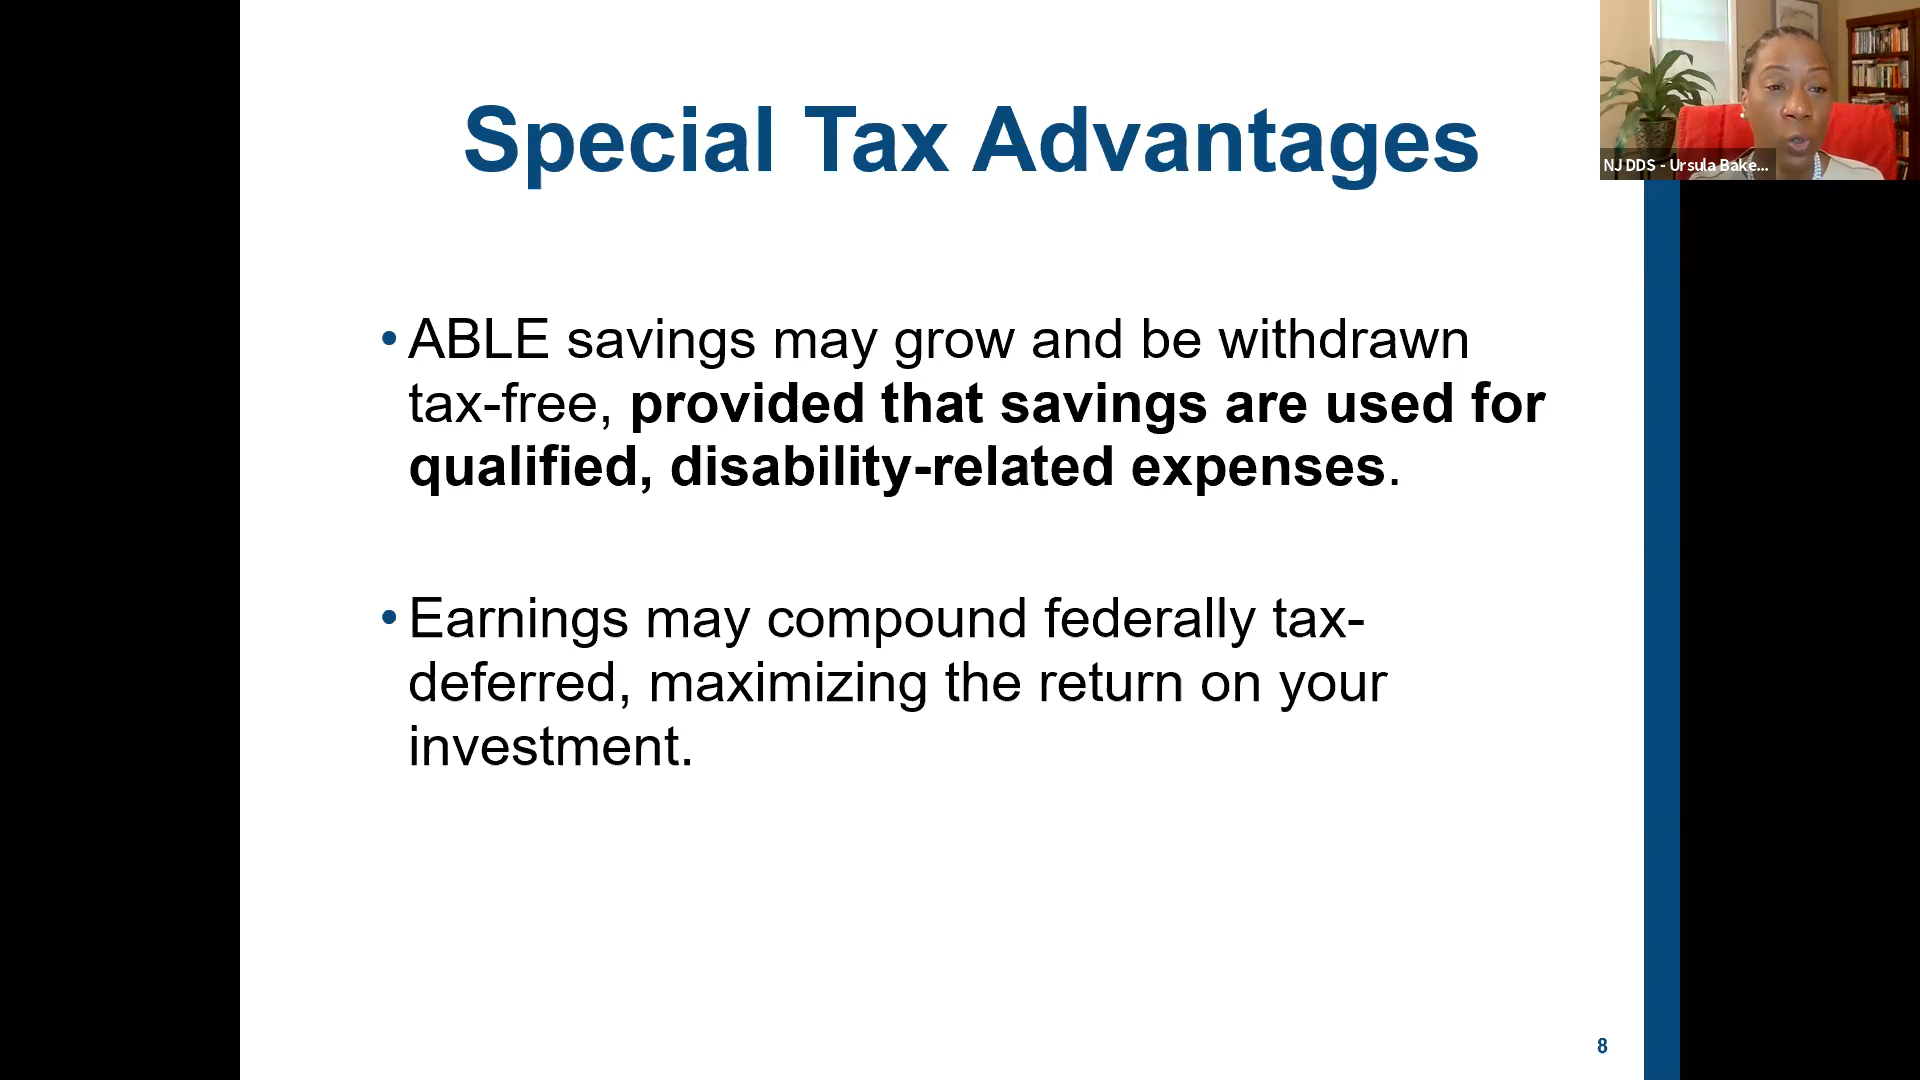 Special Tax Advantages
NJ DDS - Ursula Bake...
• ABLE savings may grow and be withdrawn
tax-free, provided that savings are used for
qualified, disability-related expenses.
• Earnings may compound federally tax-
deferred, maximizing the return on your
investment.
8